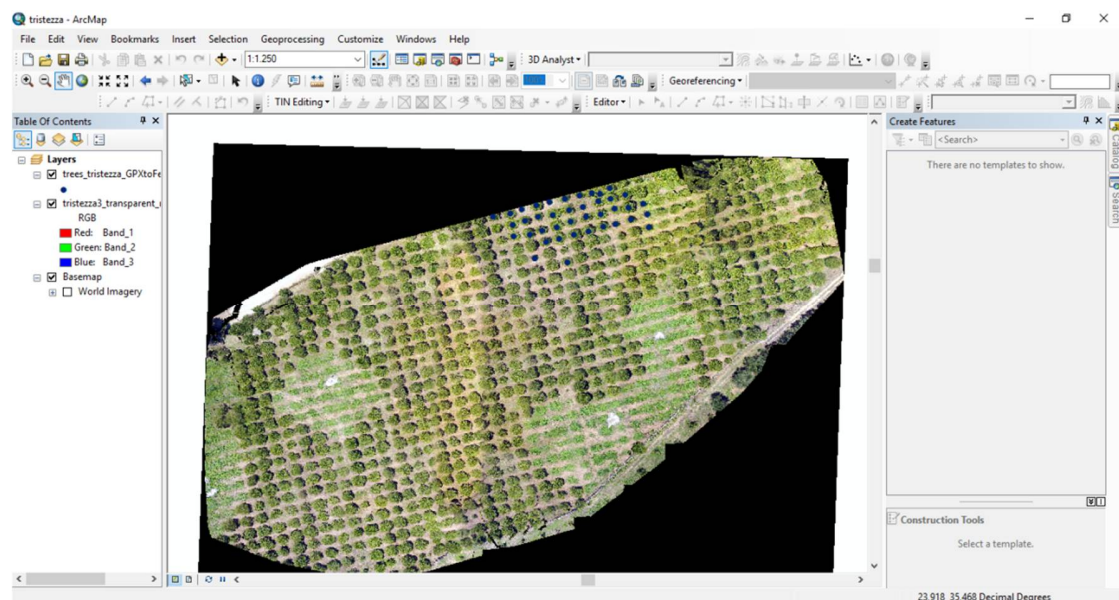 tristezza - ArcMap
File Edit View Bookmarks Insert Selection Geoprocessing Customize Windows Help
1:1.250
3D Analyst
Georeferencing
TIN Editing
Editor
Table Of Contents
Layers
trees_tristezza_GPXtoFe
tristezza3_transparent_
RGB
Red: Band_1
Green: Band_2
Blue: Band_3
Basemap
World Imagery
Create Features
<Search>
There are no templates to show.
Catalog
Search
Construction Tools
Select a template.
23.918 35.468 Decimal Degrees